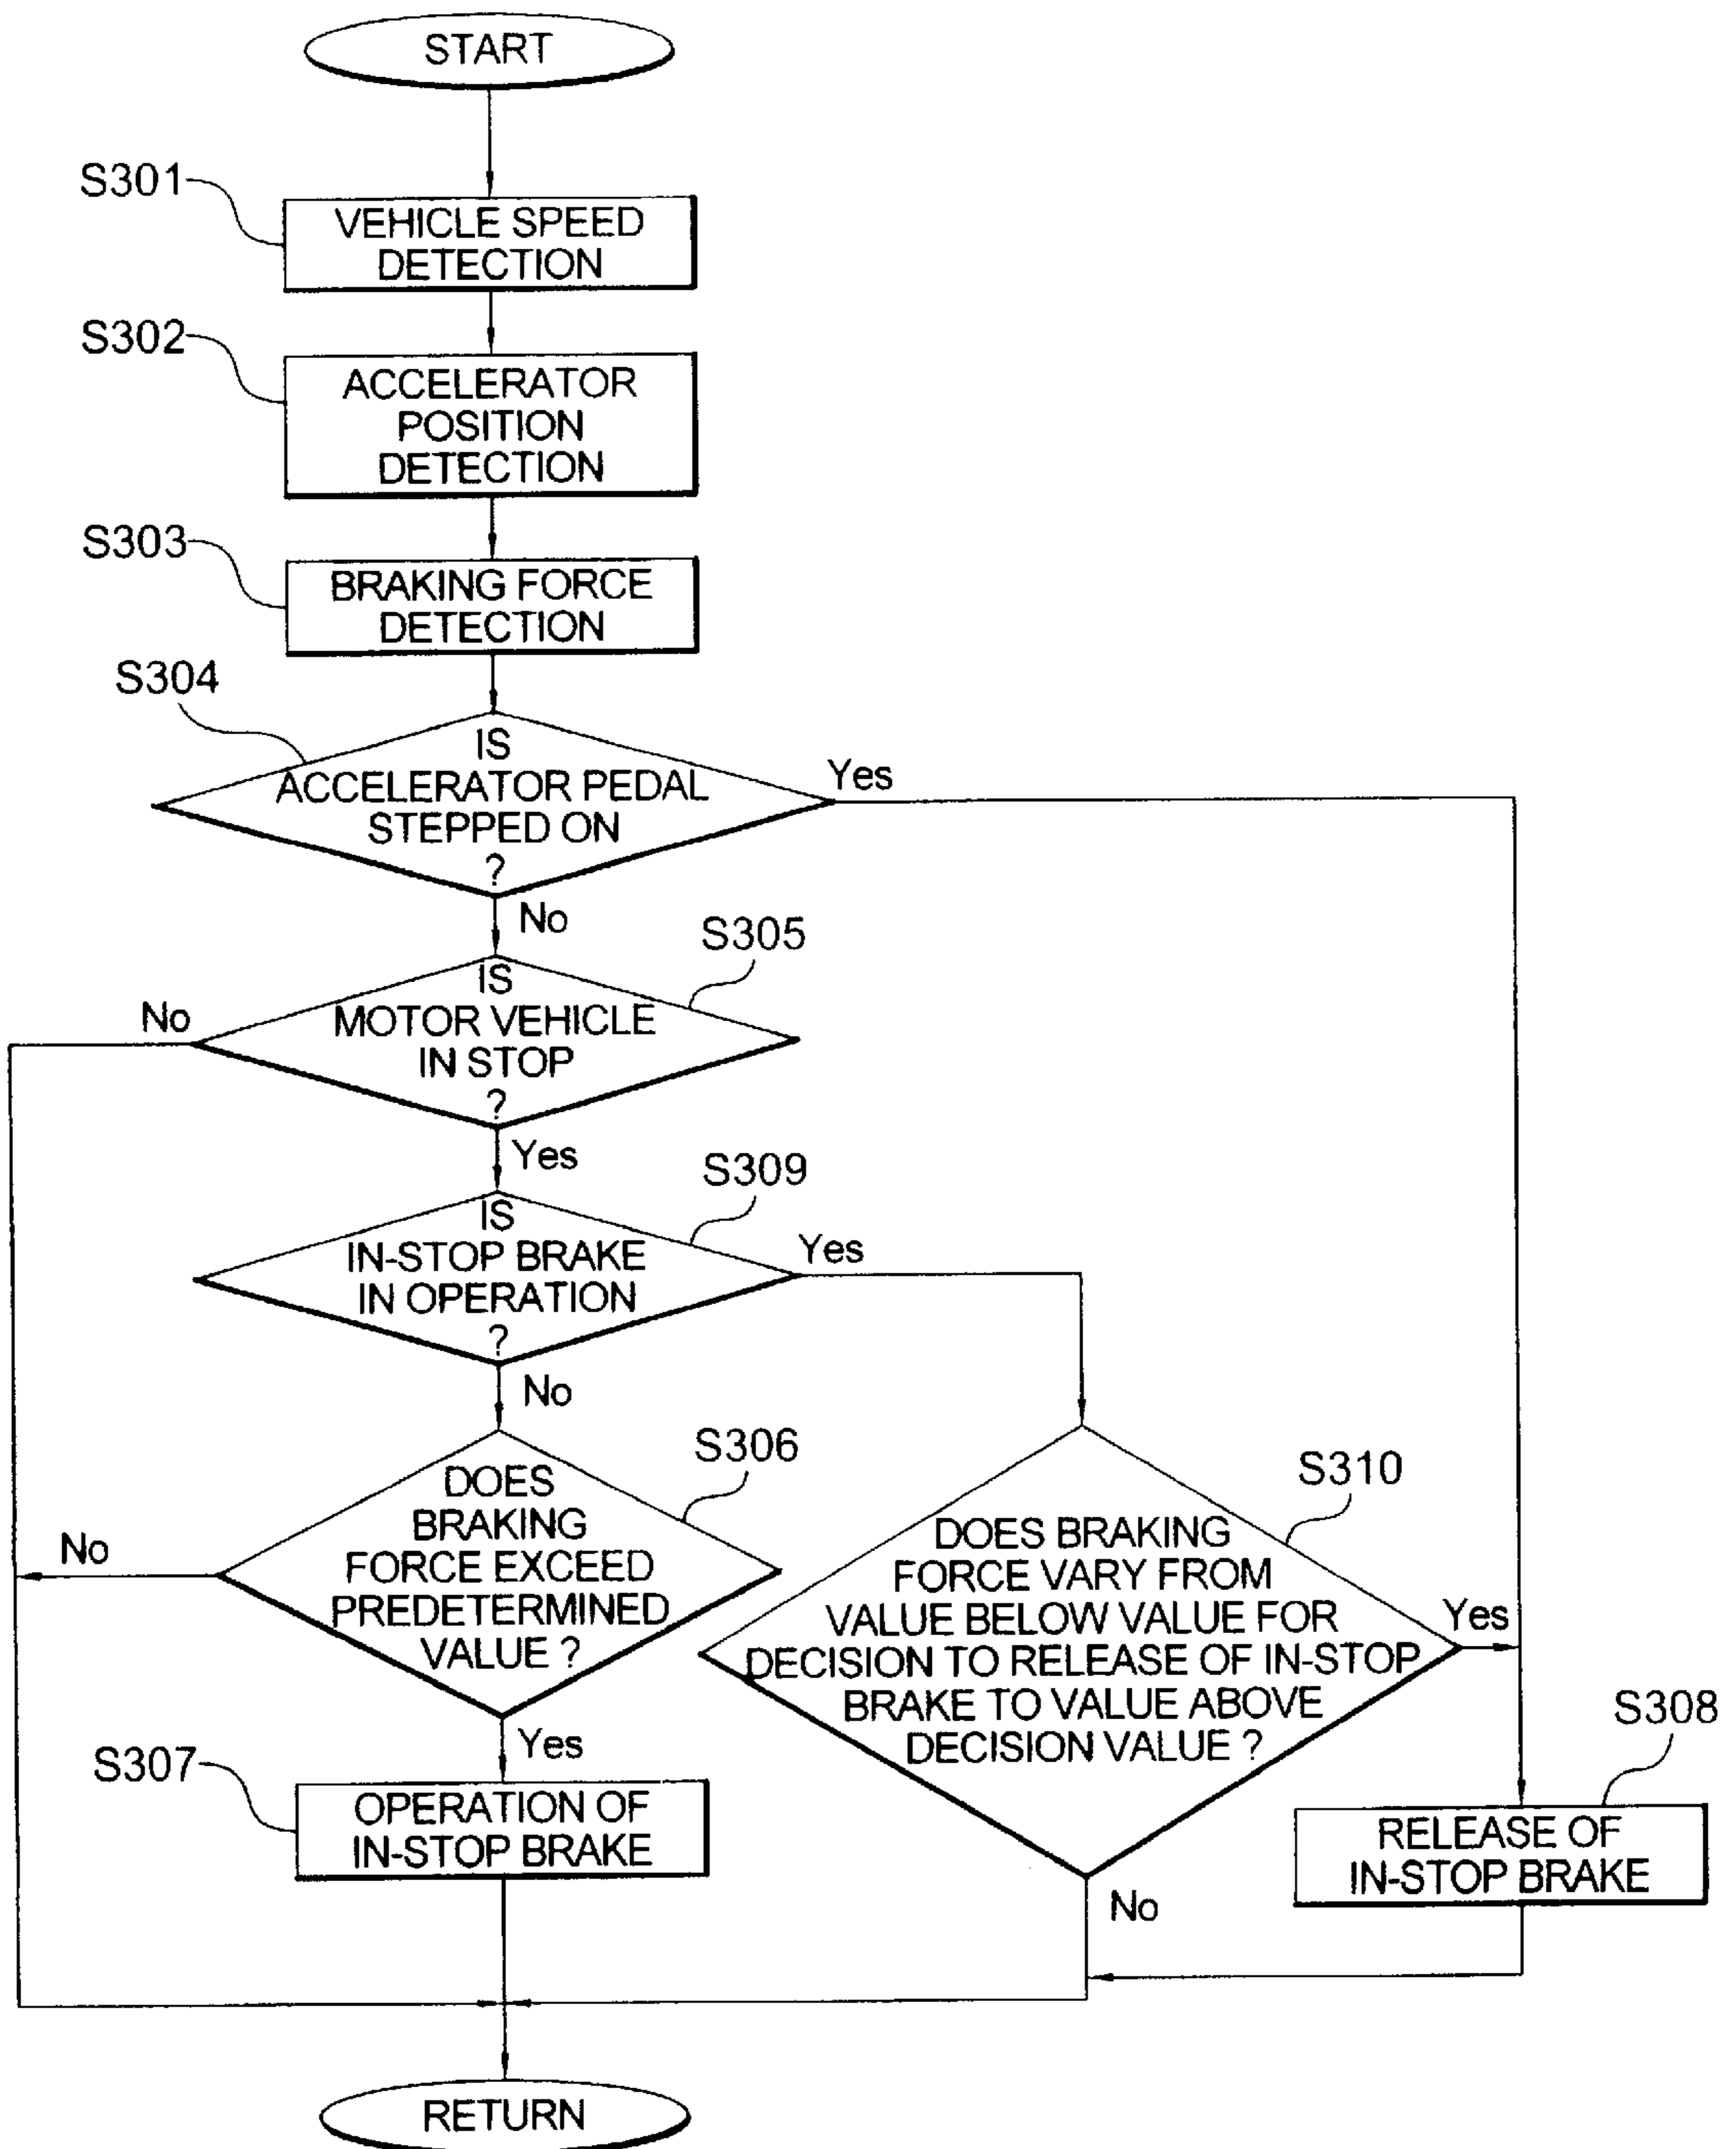 START
S301
VEHICLE SPEED
DETECTION
S302
ACCELERATOR
POSITION
DETECTION
S303
BRAKING FORCE
DETECTION
S304
IS
ACCELERATOR PEDAL
STEPPED ON
?
Yes
No
S305
IS
MOTOR VEHICLE
IN STOP
?
No
Yes
S309
IS
IN-STOP BRAKE
IN OPERATION
?
Yes
No
S306
DOES
BRAKING
FORCE EXCEED
PREDETERMINED
VALUE ?
No
Yes
S310
DOES BRAKING
FORCE VARY FROM
VALUE BELOW VALUE FOR
DECISION TO RELEASE OF IN-STOP
BRAKE TO VALUE ABOVE
DECISION VALUE ?
Yes
No
S307
OPERATION OF
IN-STOP BRAKE
S308
RELEASE OF
IN-STOP BRAKE
RETURN